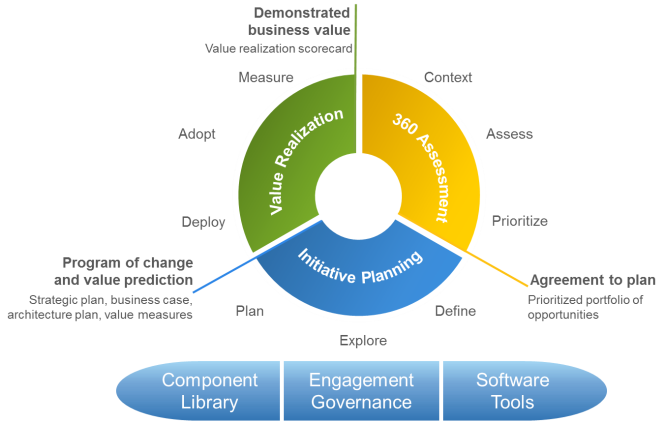 Demonstrated
business value
Value realization scorecard
Measure
Context
Adopt
Assess
Value Realization
360 Assessment
Deploy
Prioritize
Initiative Planning
Program of change
and value prediction
Strategic plan, business case,
architecture plan, value measures
Agreement to plan
Prioritized portfolio of
opportunities
Plan
Define
Explore
Component
Library
Engagement
Governance
Software
Tools